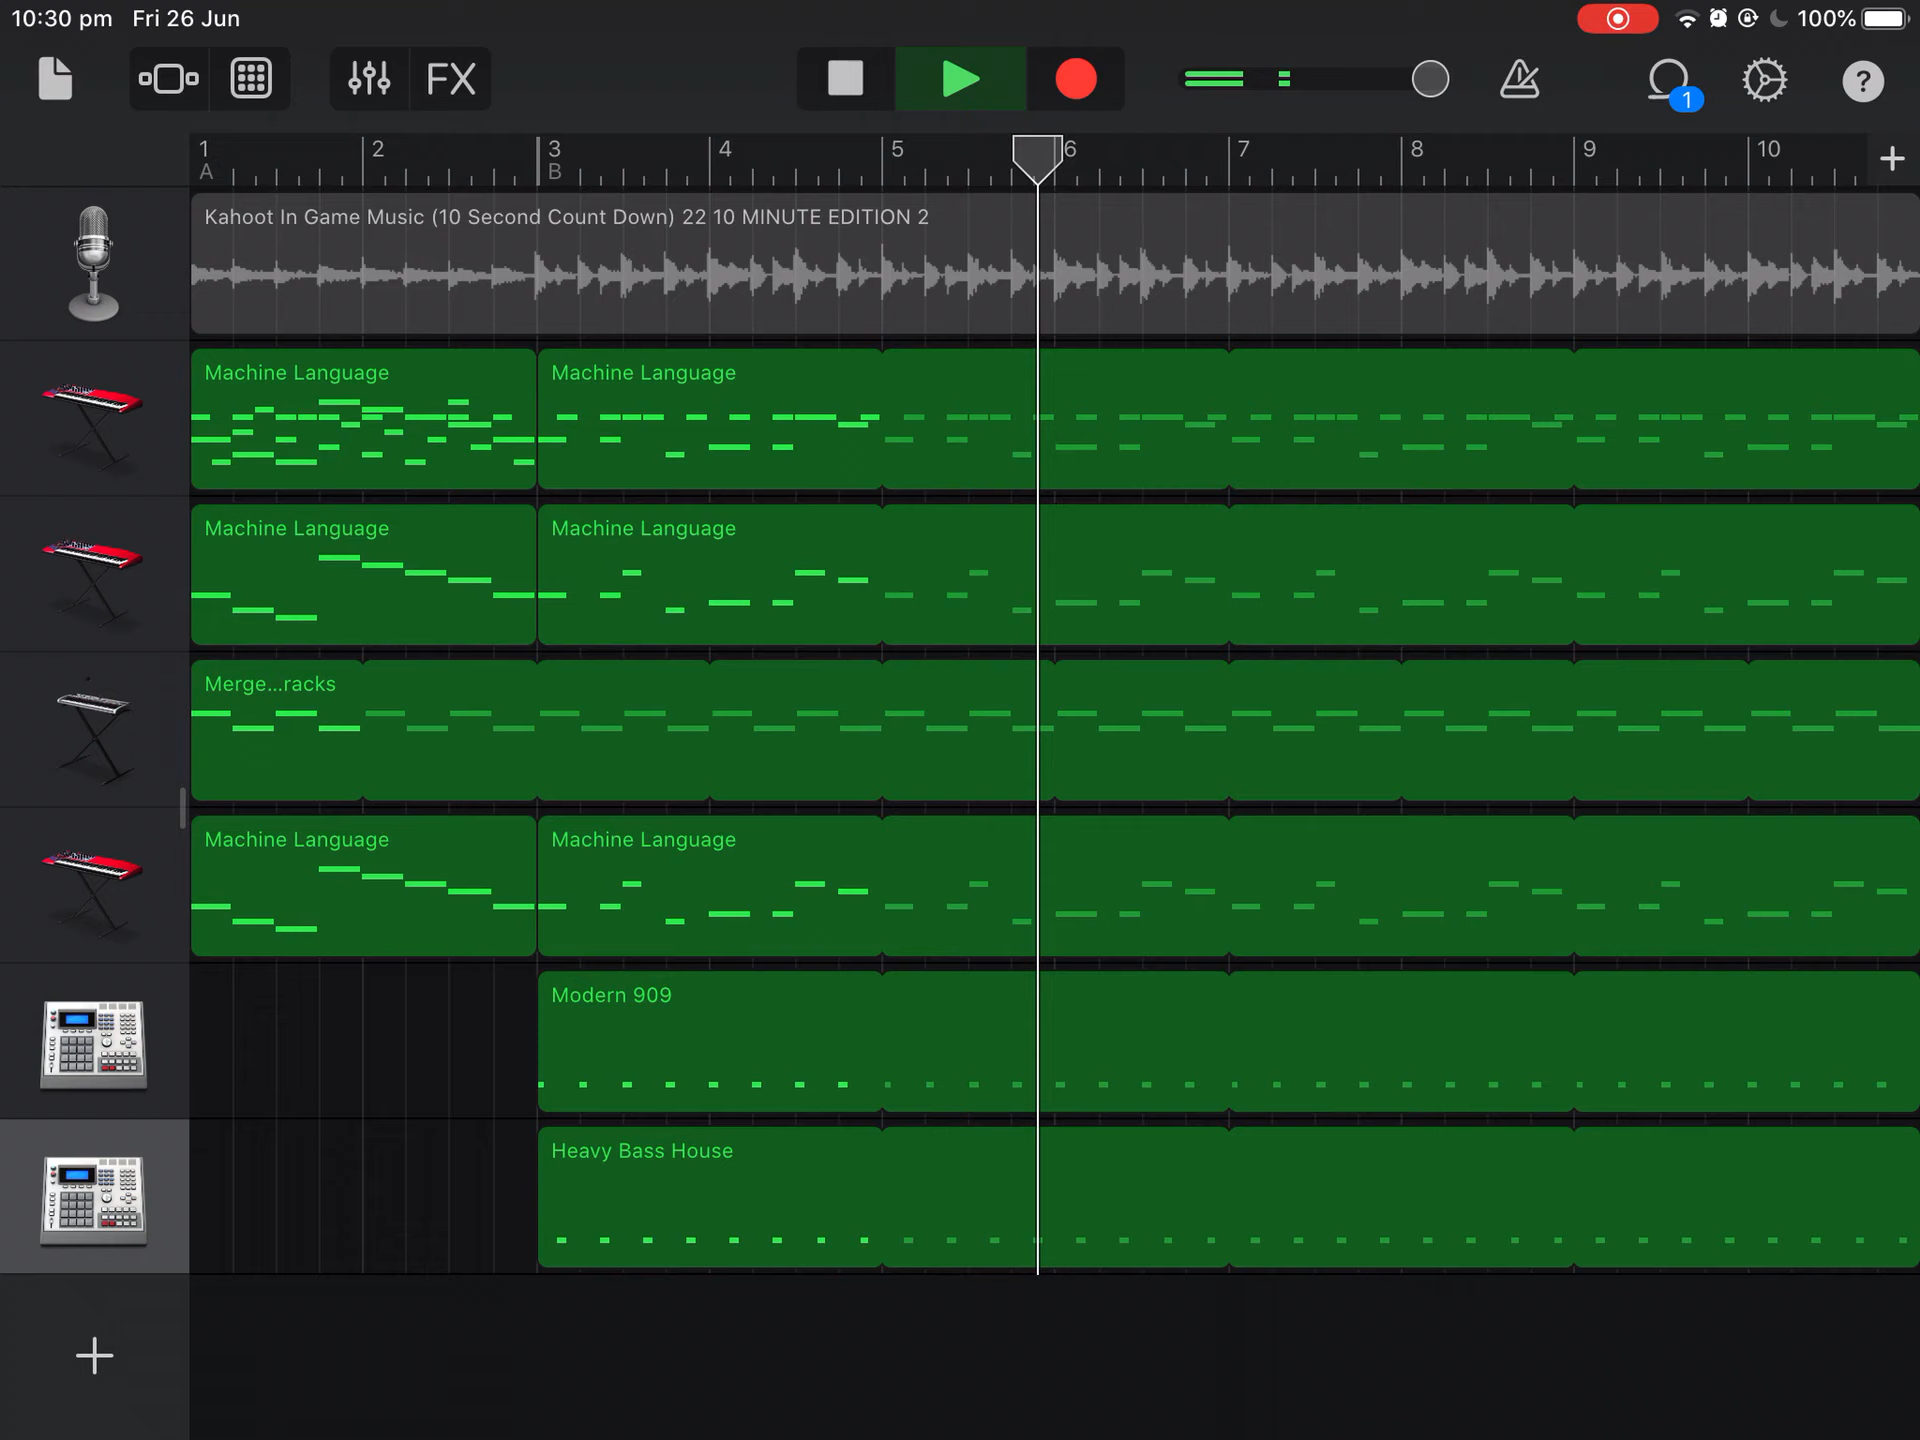 10:30 pm Fri 26 Jun
100%
FX
1
?
1 2 3 4 5 6 7 8 9 10
A B
Kahoot In Game Music (10 Second Count Down) 22 10 MINUTE EDITION 2
Machine Language Machine Language
Machine Language Machine Language
Merge...racks
Machine Language Machine Language
Modern 909
Heavy Bass House